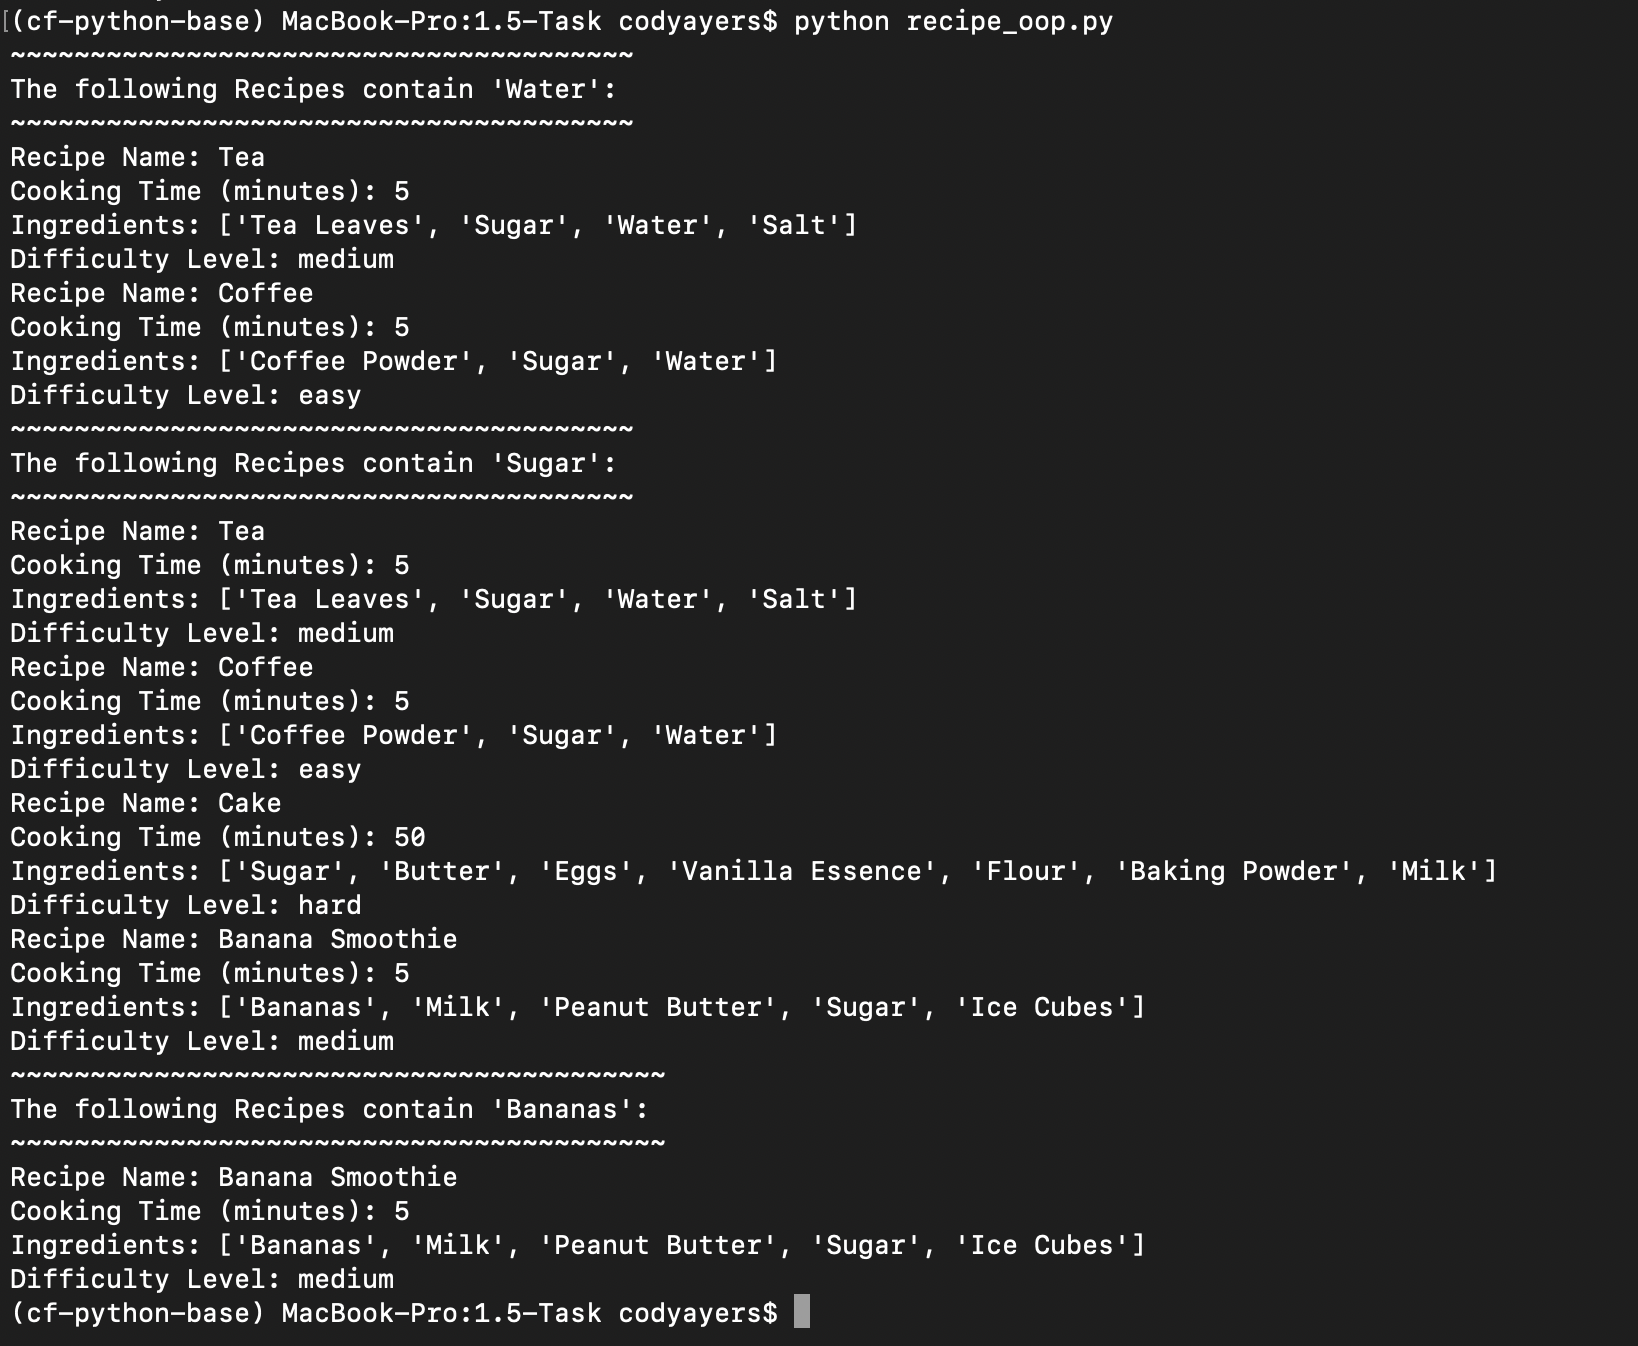 [(cf-python-base) MacBook-Pro:1.5-Task codyayers$ python recipe_oop.py
~~~~~~~~~~~~~~~~~~~~~~~~~~~~~~~~~~~~~~~
The following Recipes contain 'Water':
~~~~~~~~~~~~~~~~~~~~~~~~~~~~~~~~~~~~~~~
Recipe Name: Tea
Cooking Time (minutes): 5
Ingredients: ['Tea Leaves', 'Sugar', 'Water', 'Salt']
Difficulty Level: medium
Recipe Name: Coffee
Cooking Time (minutes): 5
Ingredients: ['Coffee Powder', 'Sugar', 'Water']
Difficulty Level: easy
~~~~~~~~~~~~~~~~~~~~~~~~~~~~~~~~~~~~~~~
The following Recipes contain 'Sugar':
~~~~~~~~~~~~~~~~~~~~~~~~~~~~~~~~~~~~~~~
Recipe Name: Tea
Cooking Time (minutes): 5
Ingredients: ['Tea Leaves', 'Sugar', 'Water', 'Salt']
Difficulty Level: medium
Recipe Name: Coffee
Cooking Time (minutes): 5
Ingredients: ['Coffee Powder', 'Sugar', 'Water']
Difficulty Level: easy
Recipe Name: Cake
Cooking Time (minutes): 50
Ingredients: ['Sugar', 'Butter', 'Eggs', 'Vanilla Essence', 'Flour', 'Baking Powder', 'Milk']
Difficulty Level: hard
Recipe Name: Banana Smoothie
Cooking Time (minutes): 5
Ingredients: ['Bananas', 'Milk', 'Peanut Butter', 'Sugar', 'Ice Cubes']
Difficulty Level: medium
~~~~~~~~~~~~~~~~~~~~~~~~~~~~~~~~~~~~~~~~~
The following Recipes contain 'Bananas':
~~~~~~~~~~~~~~~~~~~~~~~~~~~~~~~~~~~~~~~~~
Recipe Name: Banana Smoothie
Cooking Time (minutes): 5
Ingredients: ['Bananas', 'Milk', 'Peanut Butter', 'Sugar', 'Ice Cubes']
Difficulty Level: medium
(cf-python-base) MacBook-Pro:1.5-Task codyayers$